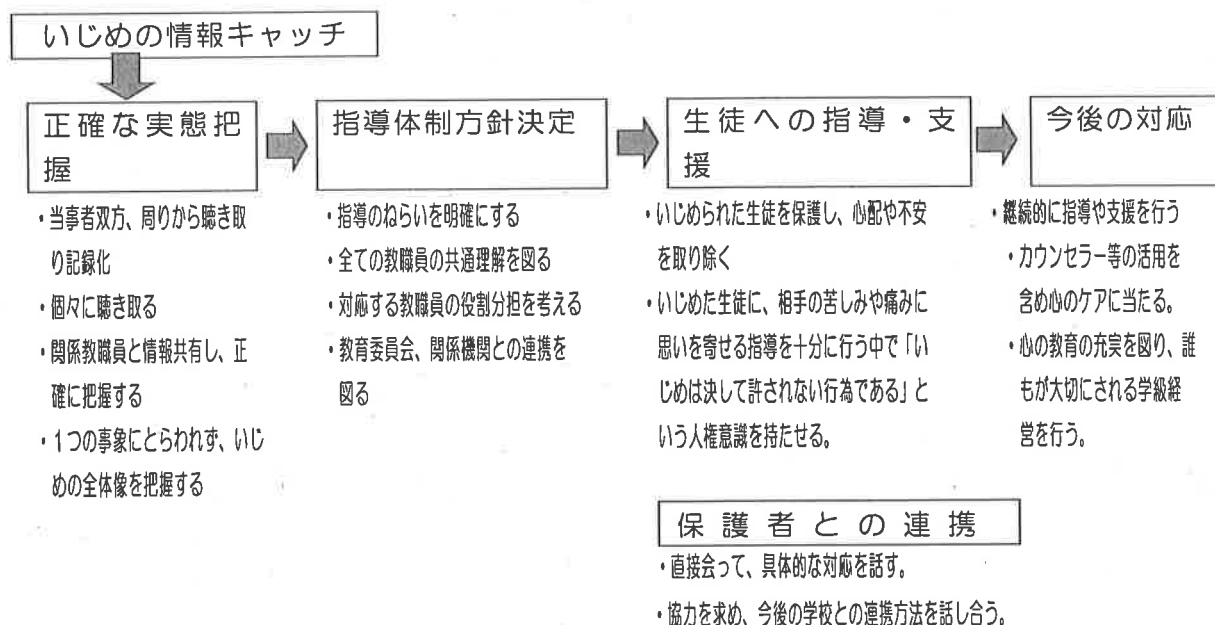 いじめの情報キャッチ
正確な実態把
握
・当事者双方、周りから聴き取
り記録化
・個々に聴き取る
・関係教職員と情報共有し、正
確に把握する
・1つの事象にとらわれず、いじ
めの全体像を把握する
指導体制方針決定
・指導のねらいを明確にする
・全ての教職員の共通理解を図る
・対応する教職員の役割分担を考える
・教育委員会、関係機関との連携を
図る
生徒への指導・支
援
・いじめられた生徒を保護し、心配や不安
を取り除く
・いじめた生徒に、相手の苦しみや痛みに
思いを寄せる指導を十分に行う中で「い
じめは決して許されない行為である」と
いう人権意識を持たせる。
今後の対応
・継続的に指導や支援を行う
・カウンセラー等の活用を
含め心のケアに当たる。
・心の教育の充実を図り、誰
もが大切にされる学級経
営を行う。
保護者との連携
・直接会って、具体的な対応を話す。
・協力を求め、今後の学校との連携方法を話し合う。